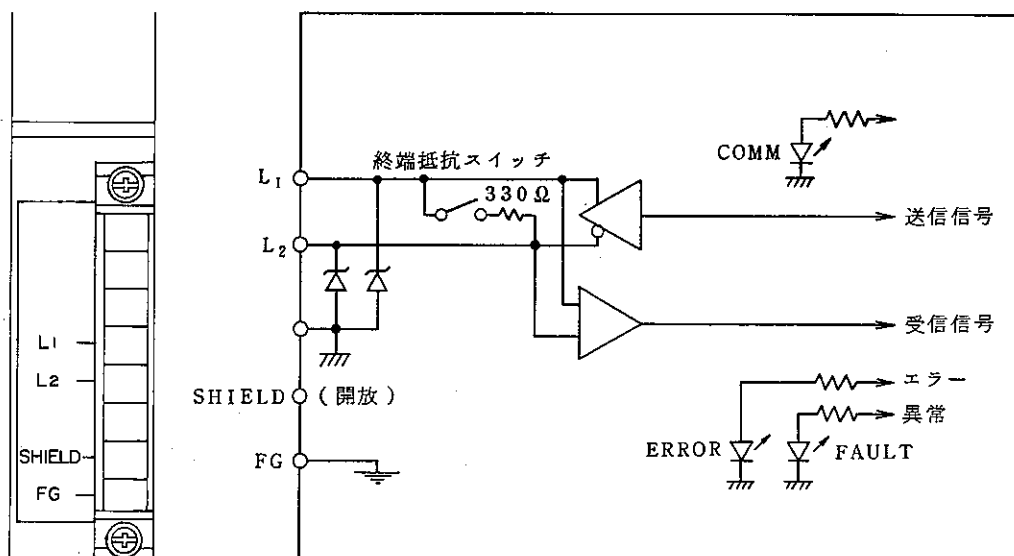 L1
L2
SHIELD
FG
L1
L2
SHIELD
(開放)
FG
終端抵抗スイッチ
330Ω
COMM
送信信号
受信信号
エラー
異常
ERROR
FAULT